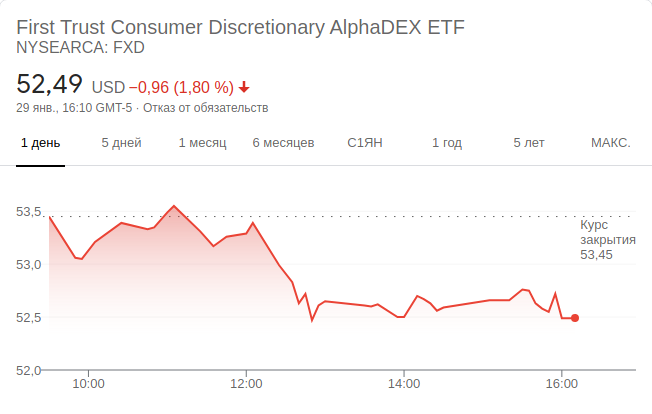 First Trust Consumer Discretionary AlphaDEX ETF
NYSEARCA: FXD
52,49 USD −0,96 (1,80 %)
29 янв., 16:10 GMT-5 · Отказ от обязательств
1 день 5 дней 1 месяц 6 месяцев С1ЯН 1 год 5 лет МАКС.
53,5
Курс
закрытия
53,45
53,0
52,5
52,0
10:00 12:00 14:00 16:00